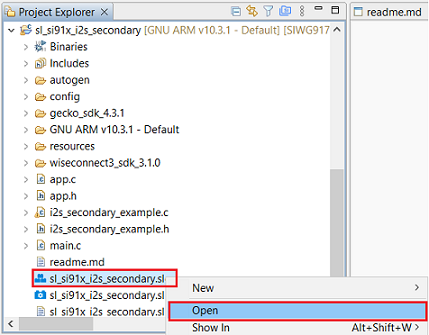 Project Explorer
readme.md
sl_si91x_i2s_secondary [GNU ARM v10.3.1 - Default] [SIWG917
Binaries
Includes
autogen
config
gecko_sdk_4.3.1
GNU ARM v10.3.1 - Default
resources
wiseconnect3_sdk_3.1.0
app.c
app.h
i2s_secondary_example.c
i2s_secondary_example.h
main.c
readme.md
sl_si91x_i2s_secondary.sl
New
sl_si91x_i2s_secondary.sl
Open
sl_si91x_i2s_secondary.sl
Show In
Alt+Shift+W